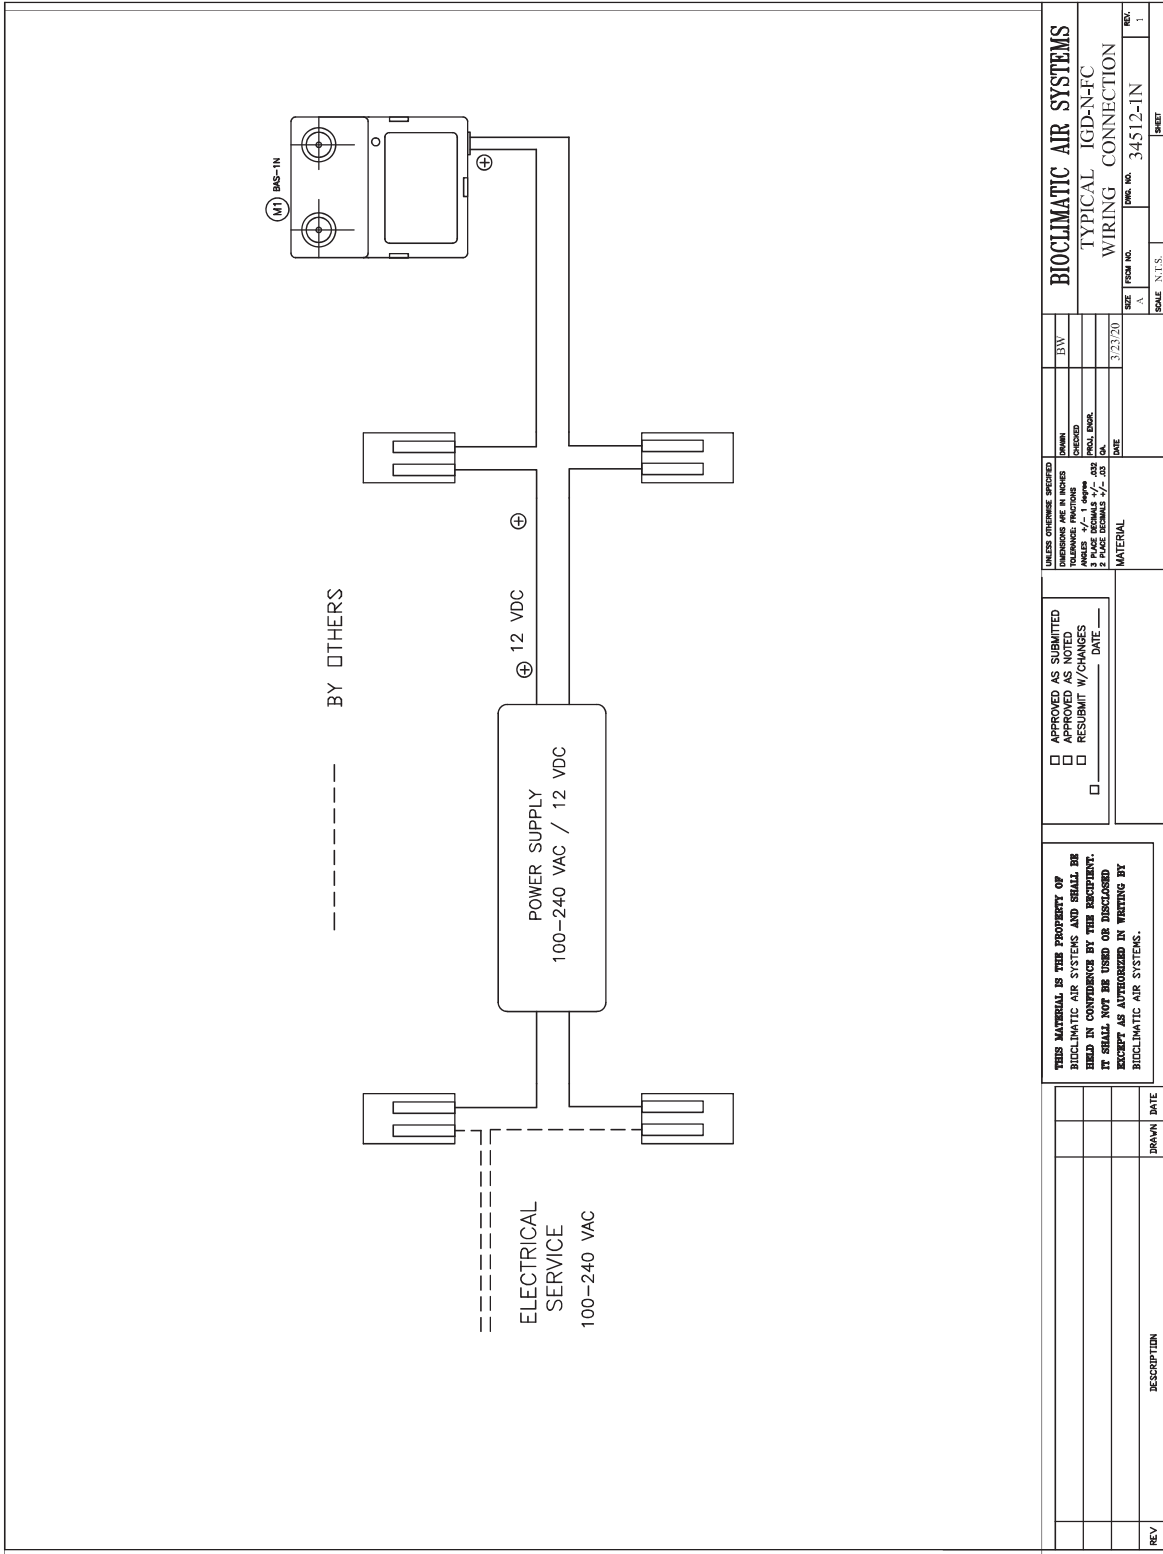 M1 BAS-1N
BY OTHERS
12 VDC
POWER SUPPLY
100-240 VAC / 12 VDC
ELECTRICAL
SERVICE
100-240 VAC
REV
DESCRIPTION
DRAWN
DATE
THIS MATERIAL IS THE PROPERTY OF
BIOCLIMATIC AIR SYSTEMS AND SHALL BE
HELD IN CONFIDENCE BY THE RECIPIENT.
IT SHALL NOT BE USED OR DISCLOSED
EXCEPT AS AUTHORIZED IN WRITING BY
BIOCLIMATIC AIR SYSTEMS.
APPROVED AS SUBMITTED
APPROVED AS NOTED
RESUBMIT W/CHANGES
DATE
UNLESS OTHERWISE SPECIFIED
DIMENSIONS ARE IN INCHES
TOLERANCE: FRACTIONS
ANGLES +/- 1 degree
3 PLACE DECIMALS +/- .032
2 PLACE DECIMALS +/- .03
MATERIAL
DRAWN BW
CHECKED
PROJ. ENGR.
QA.
DATE 3/23/20
BIOCLIMATIC AIR SYSTEMS
TYPICAL IGD-N-FC
WIRING CONNECTION
SIZE A
FSCM NO.
DWG. NO. 34512-1N
REV. 1
SCALE N.T.S.
SHEET